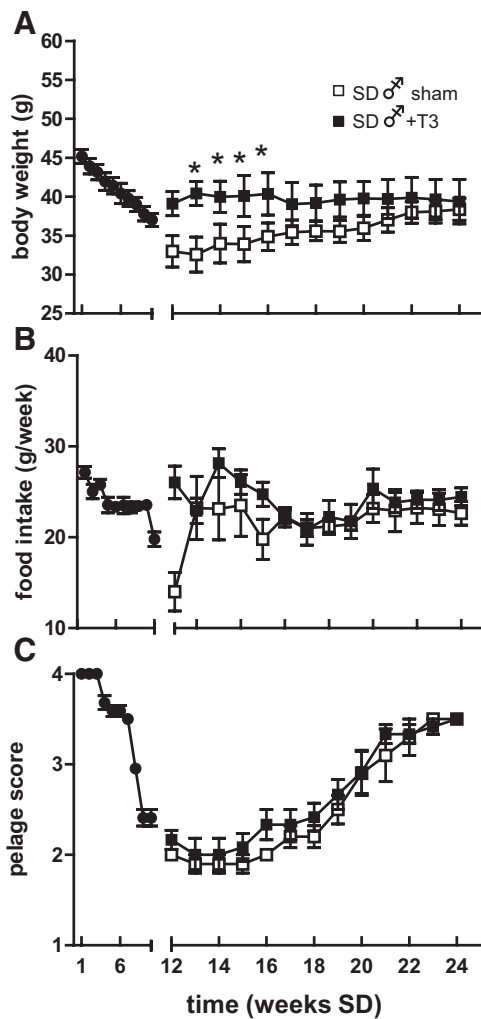 A
60
55
50
45
40
35
30
25
body weight (g)
SD ♂ sham
SD ♂ +T3
* * * *
B
40
30
20
10
food intake (g/week)
C
4
3
2
1
pelage score
1 6 12 14 16 18 20 22 24
time (weeks SD)